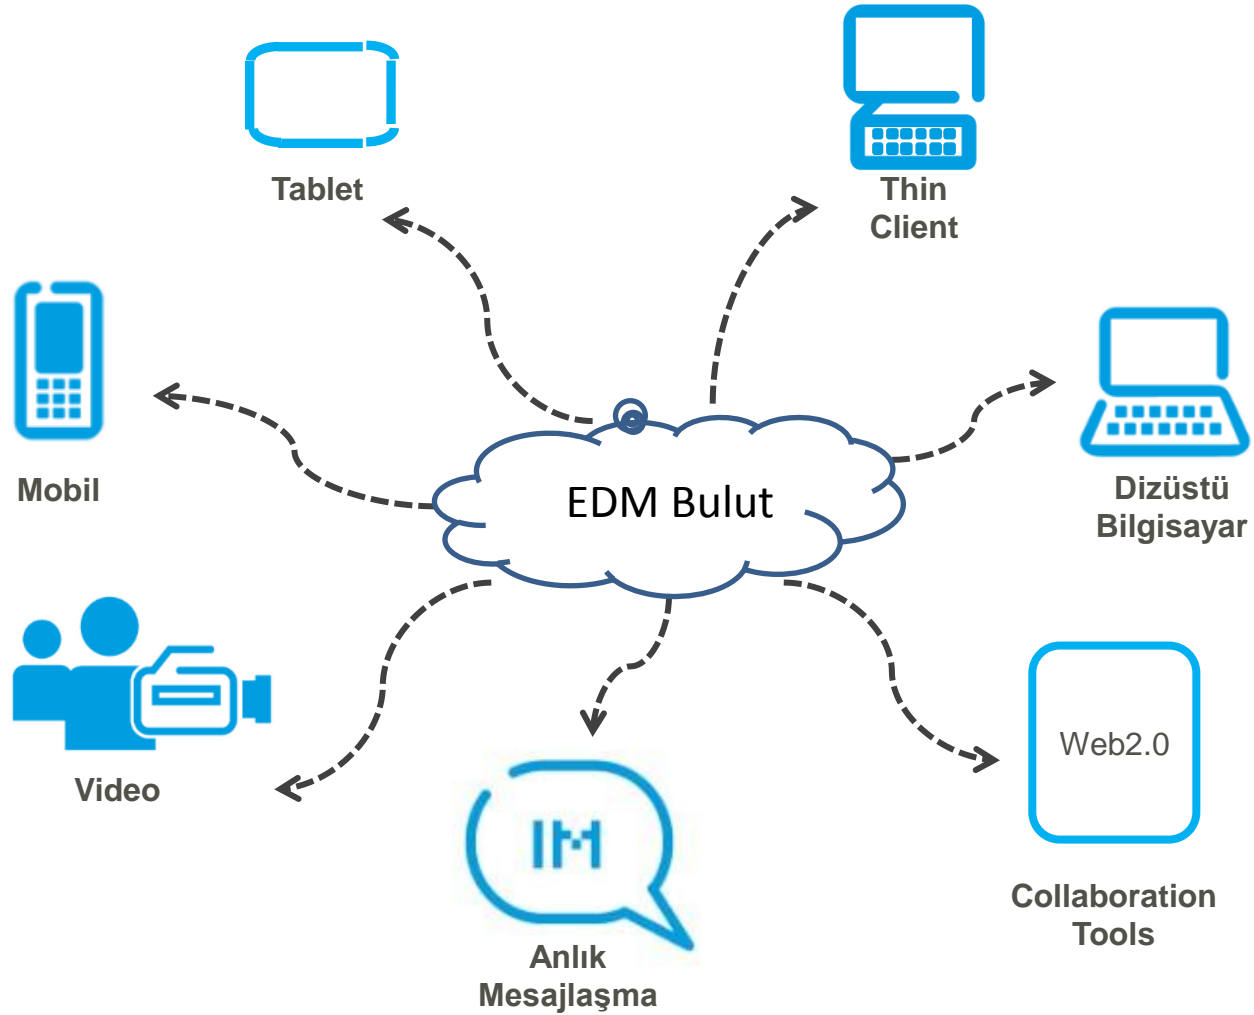 Tablet
Thin
Client
Mobil
EDM Bulut
Dizüstü
Bilgisayar
Video
Web2.0
IM
Collaboration
Tools
Anlık
Mesajlaşma